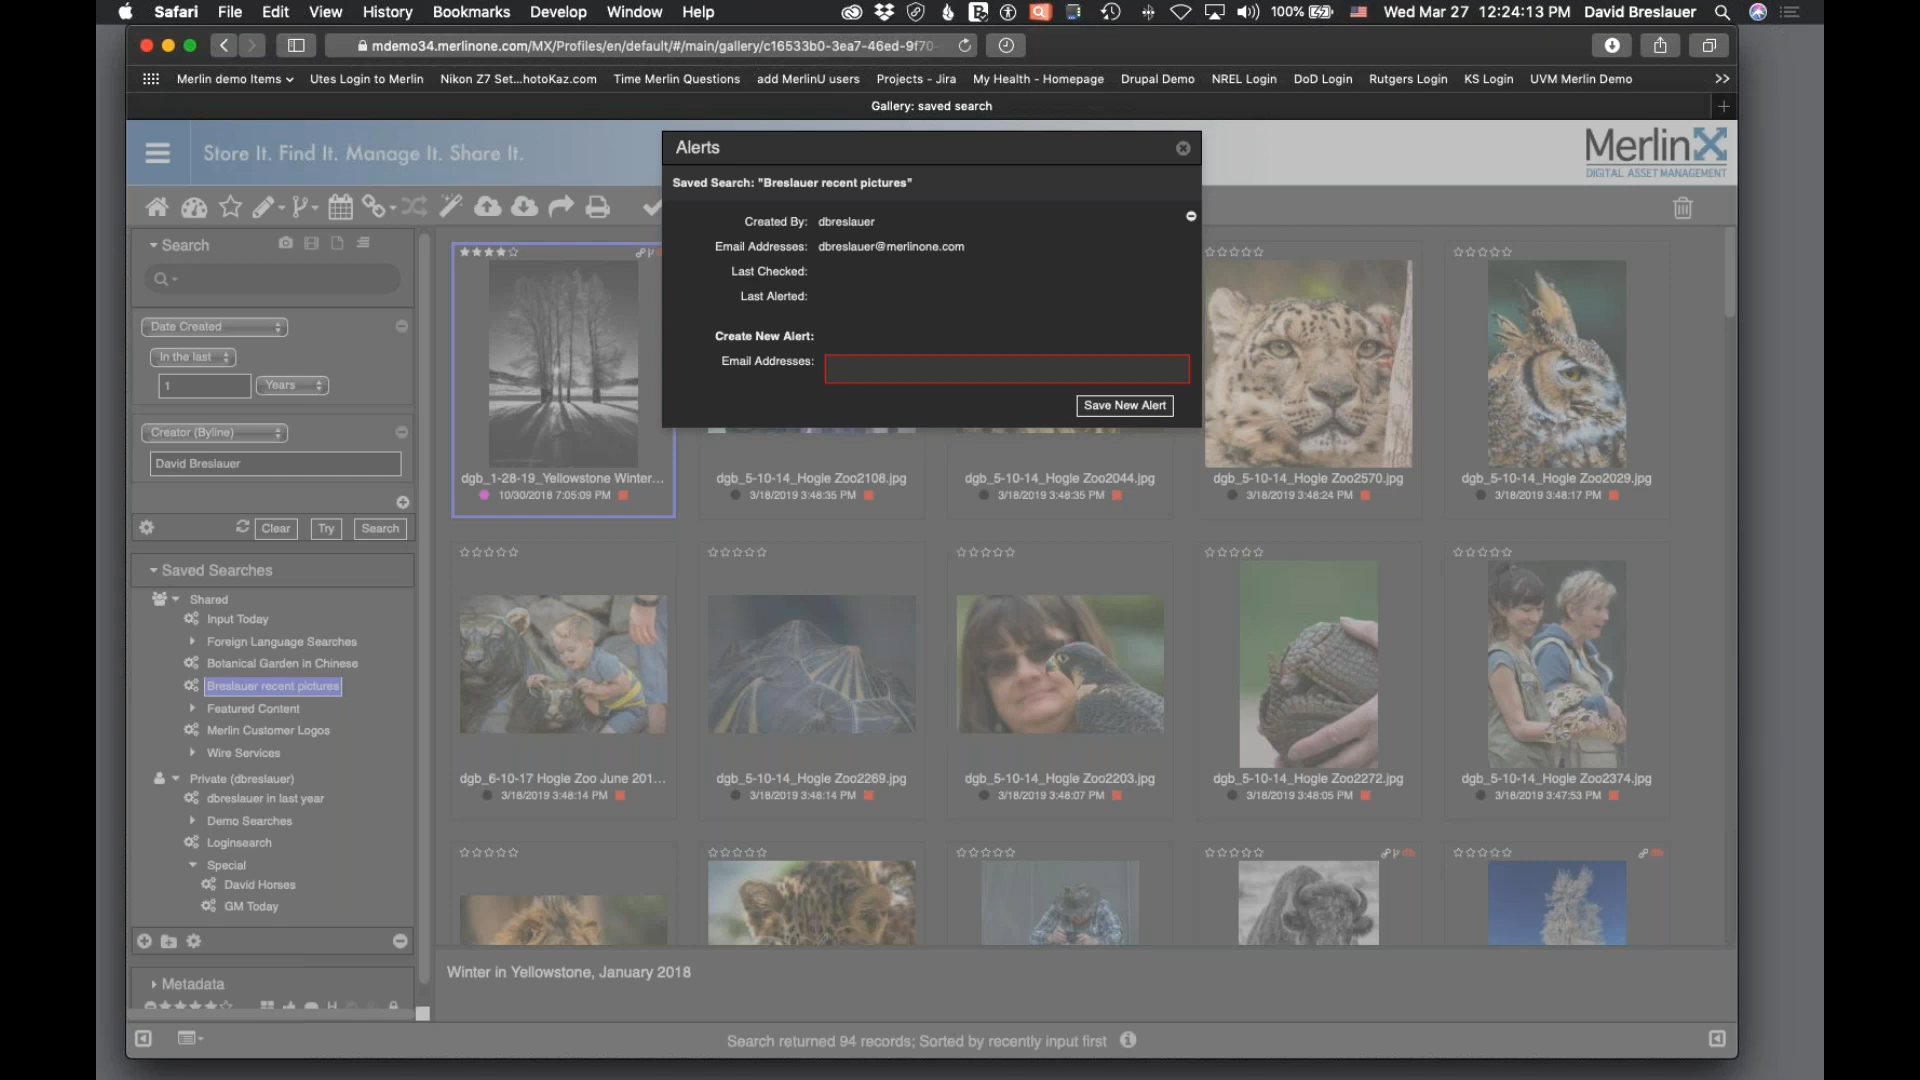 Safari File Edit View History Bookmarks Develop Window Help 100% Wed Mar 27 12:24:13 PM David Breslauer
mdemo34.merlinone.com/MX/Profiles/en/default/#/main/gallery/c16533b0-3ea7-46ed-9f70-
Merlin demo Items Utes Login to Merlin Nikon Z7 Set...hotoKaz.com Time Merlin Questions add MerlinU users Projects - Jira My Health - Homepage Drupal Demo NREL Login DoD Login Rutgers Login KS Login UVM Merlin Demo >>
Gallery: saved search
Store It. Find It. Manage It. Share It.
MerlinX
DIGITAL ASSET MANAGEMENT
Alerts
Saved Search: "Breslauer recent pictures"
Created By: dbreslauer
Email Addresses: dbreslauer@merlinone.com
Last Checked:
Last Alerted:
Create New Alert:
Email Addresses:
Save New Alert
Search
Date Created
In the last
1 Years
Creator (Byline)
David Breslauer
Clear Try Search
Saved Searches
Shared
Input Today
Foreign Language Searches
Botanical Garden in Chinese
Breslauer recent pictures
Featured Content
Merlin Customer Logos
Wire Services
Private (dbreslauer)
dbreslauer in last year
Demo Searches
Loginsearch
Special
David Horses
GM Today
Metadata
dgb_1-28-19_Yellowstone Winter... dgb_5-10-14_Hogle Zoo2108.jpg dgb_5-10-14_Hogle Zoo2044.jpg dgb_5-10-14_Hogle Zoo2570.jpg dgb_5-10-14_Hogle Zoo2029.jpg
10/30/2018 7:05:09 PM 3/18/2019 3:48:35 PM 3/18/2019 3:48:35 PM 3/18/2019 3:48:24 PM 3/18/2019 3:48:17 PM
dgb_6-10-17 Hogle Zoo June 201... dgb_5-10-14_Hogle Zoo2269.jpg dgb_5-10-14_Hogle Zoo2203.jpg dgb_5-10-14_Hogle Zoo2272.jpg dgb_5-10-14_Hogle Zoo2374.jpg
3/18/2019 3:48:14 PM 3/18/2019 3:48:14 PM 3/18/2019 3:48:07 PM 3/18/2019 3:48:05 PM 3/18/2019 3:47:53 PM
Winter in Yellowstone, January 2018
Search returned 94 records; Sorted by recently input first